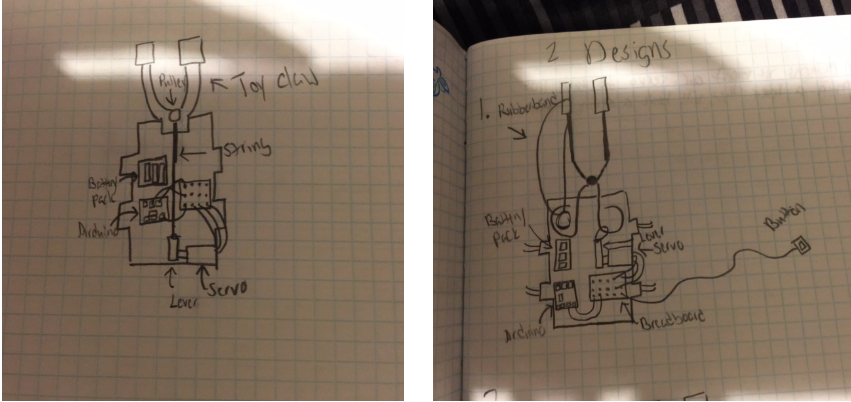 Pulley
Toy claw
String
Battery
pack
Arduino
Lever
Servo
2 Designs
1. Rubberband
Battery
pack
Lever
Servo
Button
Arduino
Breadboard